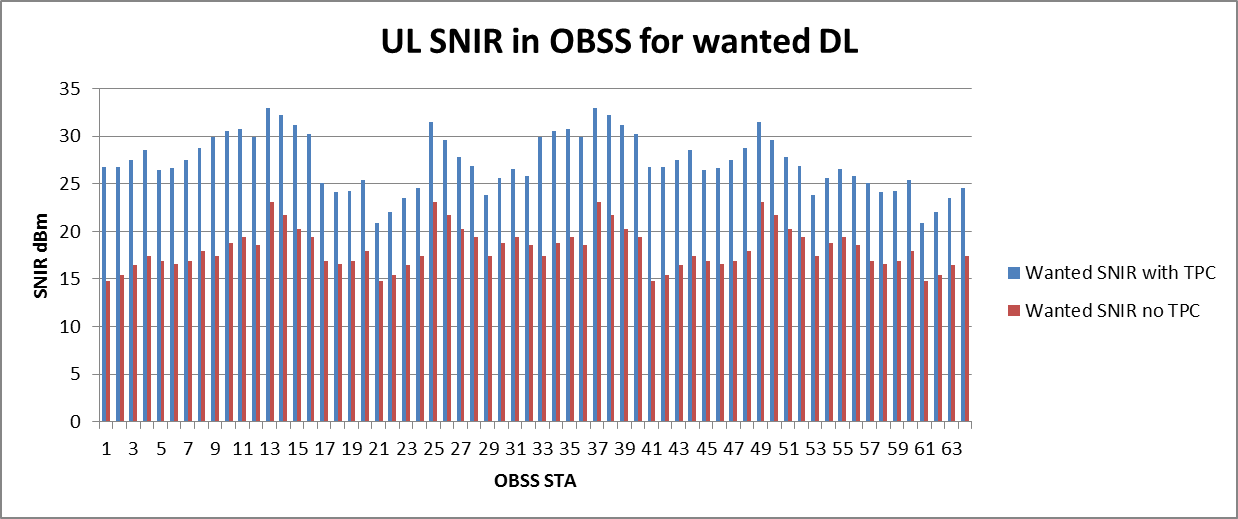 UL SNIR in OBSS for wanted DL
35
30
25
20
15
10
5
0
SNIR dBm
1 3 5 7 9 11 13 15 17 19 21 23 25 27 29 31 33 35 37 39 41 43 45 47 49 51 53 55 57 59 61 63
OBSS STA
Wanted SNIR with TPC
Wanted SNIR no TPC